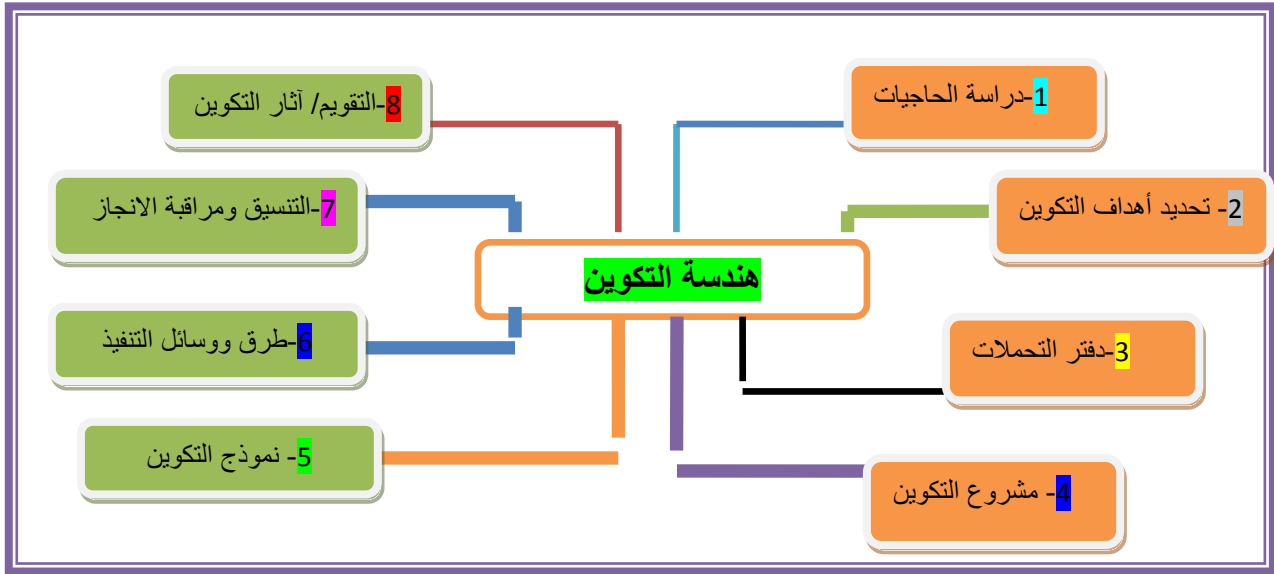 هندسة التكوين
1-دراسة الحاجيات
2- تحديد أهداف التكوين
3-دفتر التحملات
4- مشروع التكوين
5- نموذج التكوين
6-طرق ووسائل التنفيذ
7-التنسيق ومراقبة الانجاز
8-التقويم/ آثار التكوين